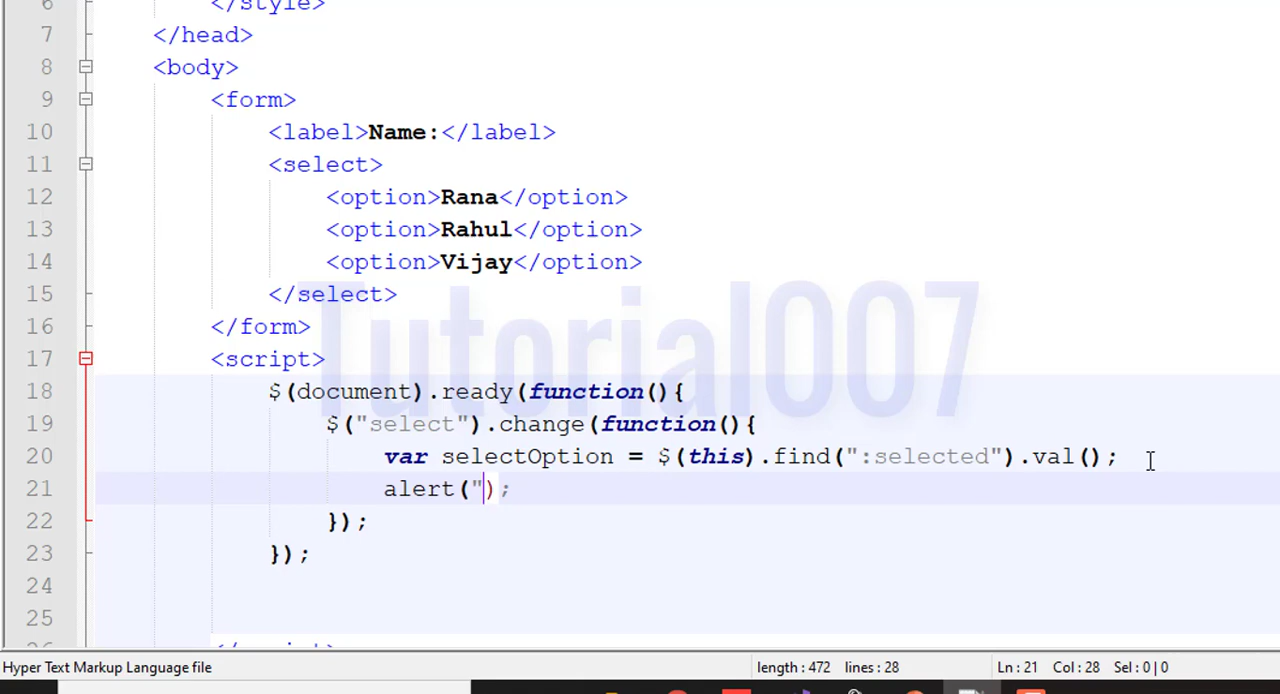 6 </style>
7 </head>
8 <body>
9 <form>
10 <label>Name:</label>
11 <select>
12 <option>Rana</option>
13 <option>Rahul</option>
14 <option>Vijay</option>
15 </select>
16 </form>
17 <script>
18 $(document).ready(function(){
19 $("select").change(function(){
20 var selectOption = $(this).find(":selected").val();
21 alert(");
22 });
23 });
24
25
26 </script>
Tutorial007
Hyper Text Markup Language file length : 472 lines : 28 Ln : 21 Col : 28 Sel : 0 | 0